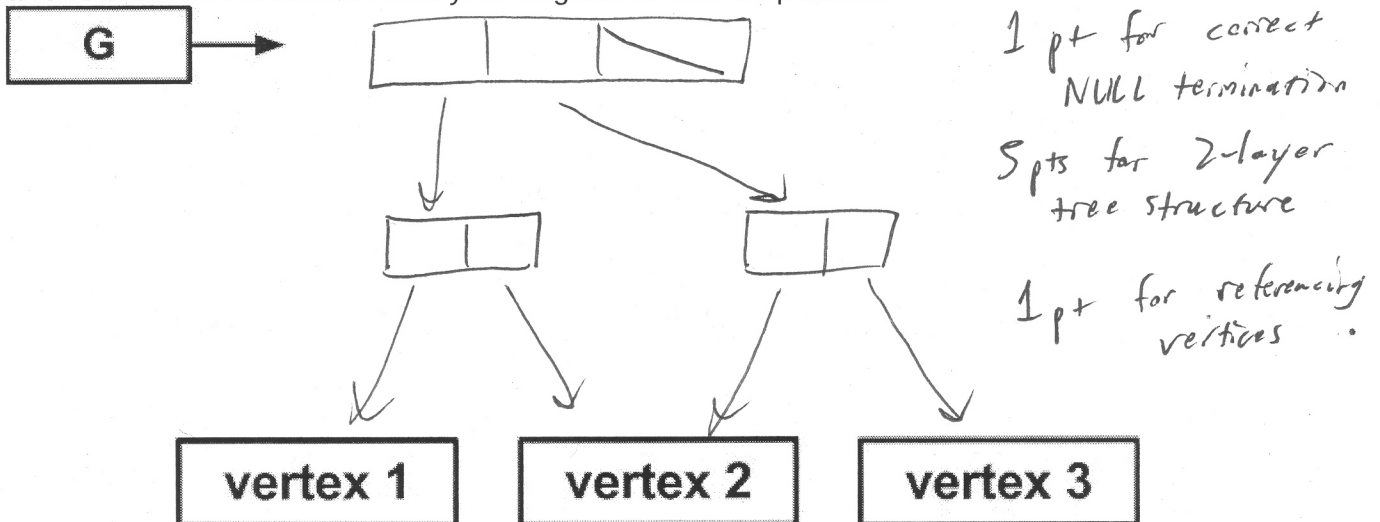 G
1 pt for correct
NULL termination
5 pts for 2-layer
tree structure
1 pt for referencing
vertices .
vertex 1
vertex 2
vertex 3